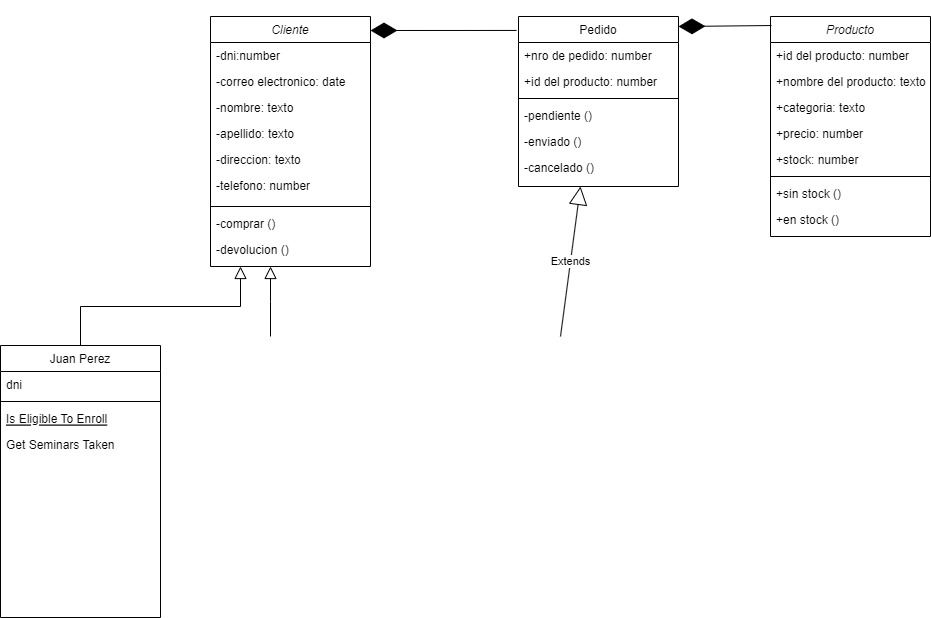 Cliente
-dni:number
-correo electronico: date
-nombre: texto
-apellido: texto
-direccion: texto
-telefono: number
-comprar ()
-devolucion ()
Pedido
+nro de pedido: number
+id del producto: number
-pendiente ()
-enviado ()
-cancelado ()
Producto
+id del producto: number
+nombre del producto: texto
+categoria: texto
+precio: number
+stock: number
+sin stock ()
+en stock ()
Extends
Juan Perez
dni
Is Eligible To Enroll
Get Seminars Taken